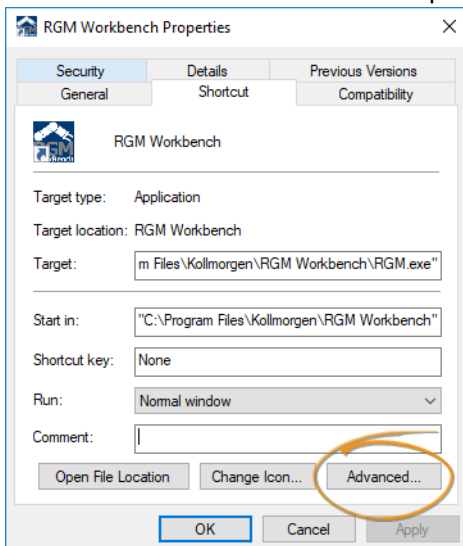 RGM Workbench Properties
Security Details Previous Versions
General Shortcut Compatibility
RGM Workbench
Target type: Application
Target location: RGM Workbench
Target: m Files\Kollmorgen\RGM Workbench\RGM.exe"
Start in: "C:\Program Files\Kollmorgen\RGM Workbench"
Shortcut key: None
Run: Normal window
Comment:
Open File Location Change Icon... Advanced...
OK Cancel Apply